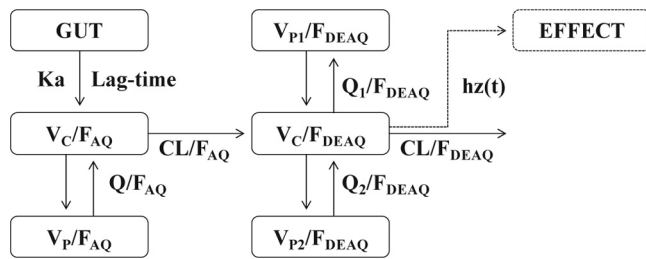 GUT
V_P1/F_DEAQ
EFFECT
Ka
Lag-time
Q_1/F_DEAQ
hz(t)
V_C/F_AQ
CL/F_AQ
V_C/F_DEAQ
CL/F_DEAQ
Q/F_AQ
Q_2/F_DEAQ
V_P/F_AQ
V_P2/F_DEAQ